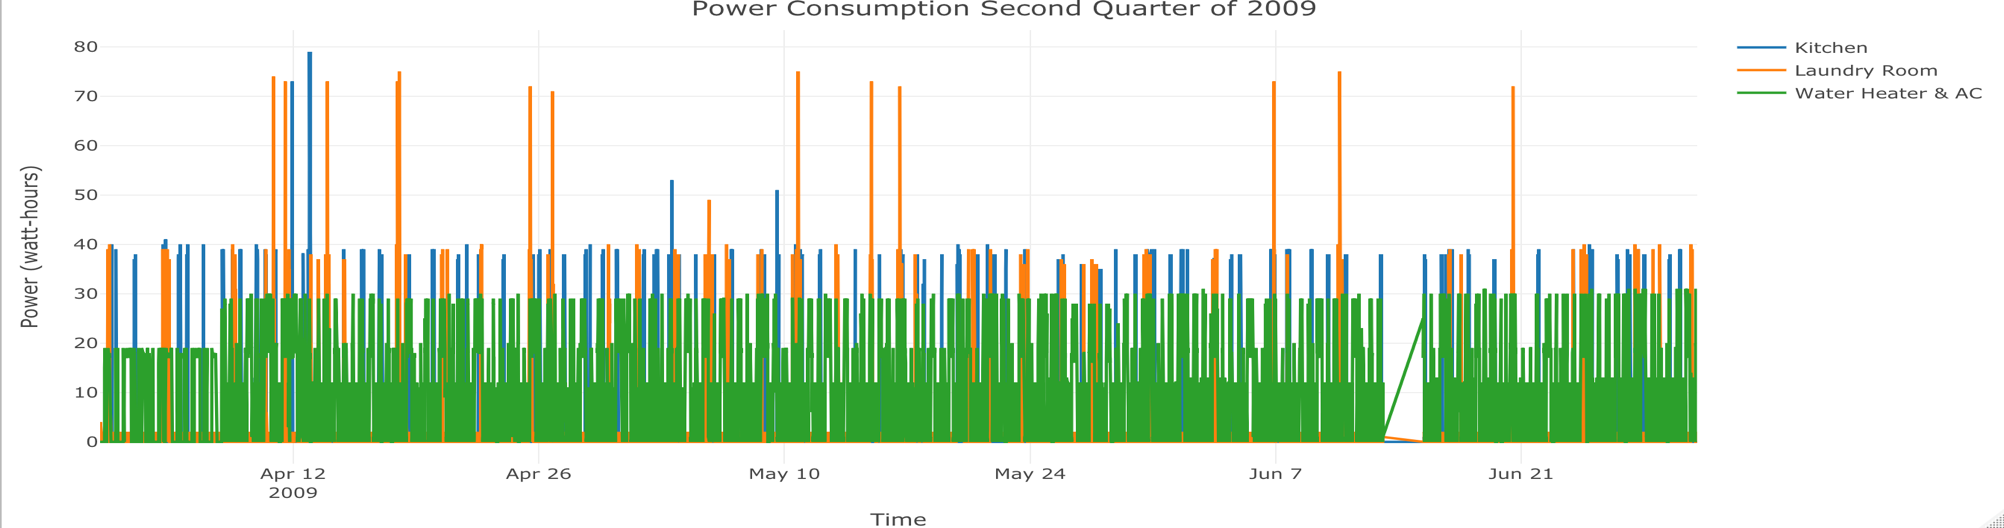 Power Consumption Second Quarter of 2009
80
70
60
50
40
30
20
10
0
Power (watt-hours)
Apr 12
2009
Apr 26
May 10
May 24
Jun 7
Jun 21
Time
Kitchen
Laundry Room
Water Heater & AC